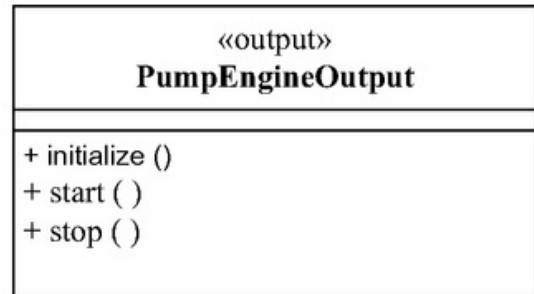 «output»
PumpEngineOutput
+ initialize ()
+ start ( )
+ stop ( )